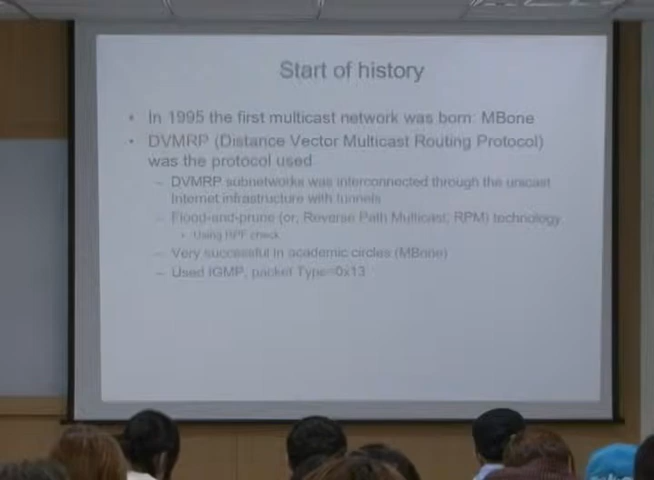 Start of history
• In 1995 the first multicast network was born: MBone
• DVMRP (Distance Vector Multicast Routing Protocol)
was the protocol used
– DVMRP subnetworks was interconnected through the unicast
Internet infrastructure with tunnels
– Flood-and-prune (or, Reverse Path Multicast, RPM) technology
• Using RPF check
– Very successful in academic circles (MBone)
– Used IGMP, packet Type=0x13